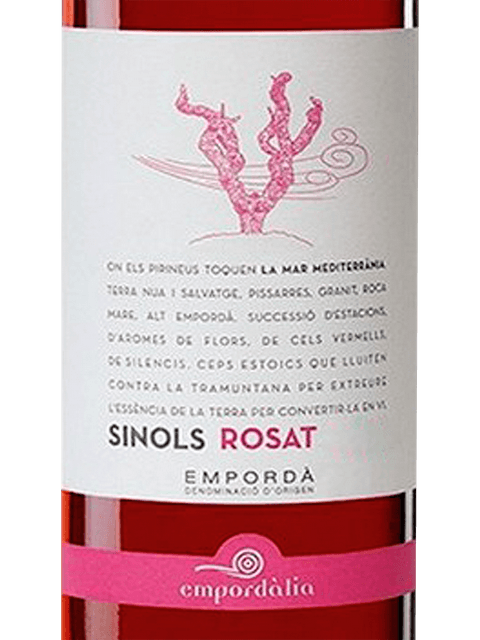 ON ELS PIRINEUS TOQUEN LA MAR MEDITERRÀNIA
TERRA NUA I SALVATGE, PISSARRES, GRANIT, ROCA
MARE, ALT EMPORDÀ. SUCCESSIÓ D'ESTACIONS,
D'AROMES DE FLORS, DE CELS VERMELLS,
DE SILENCIS. CEPS ESTOICS QUE LLUITEN
CONTRA LA TRAMUNTANA PER EXTREURE
L'ESSÈNCIA DE LA TERRA PER CONVERTIR-LA EN VI.
SINOLS ROSAT
EMPORDÀ
DENOMINACIÓ D'ORIGEN
empordàlia